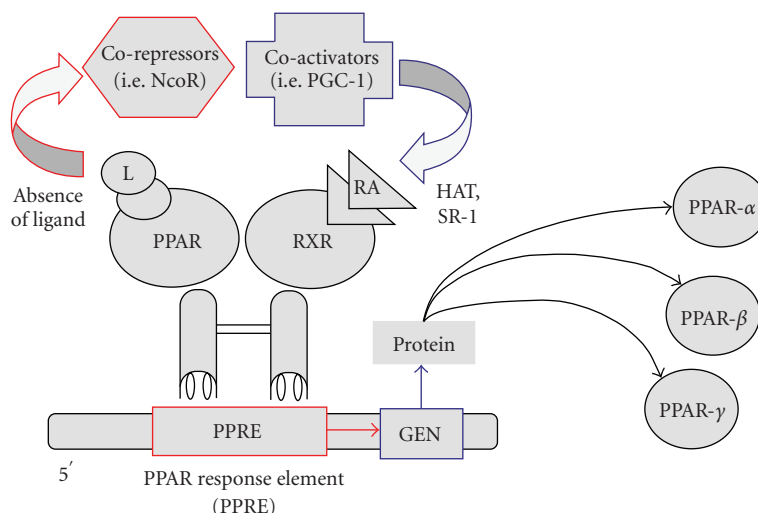 Co-repressors
(i.e. NcoR)
Co-activators
(i.e. PGC-1)
L
Absence
of ligand
PPAR
RXR
RA
HAT,
SR-1
PPAR-α
PPAR-β
PPAR-γ
Protein
PPRE
GEN
5′
PPAR response element
(PPRE)